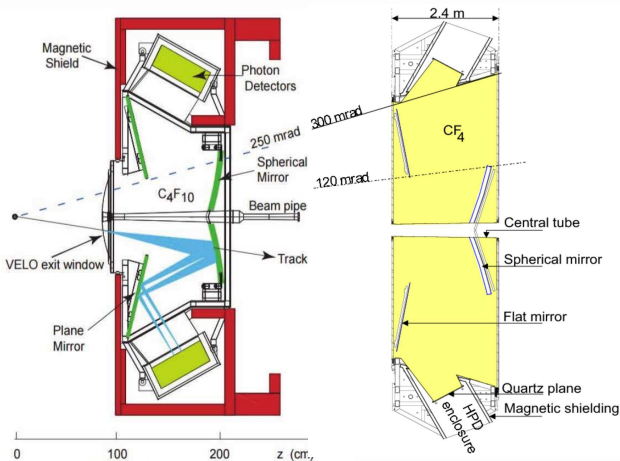 Magnetic
Shield
Photon
Detectors
250 mrad
Spherical
Mirror
C4F10
Beam pipe
VELO exit window
Track
Plane
Mirror
0
100
200
z (cm)
2.4 m
300 mrad
CF4
120 mrad
Central tube
Spherical mirror
Flat mirror
Quartz plane
Magnetic shielding
HPD
enclosure